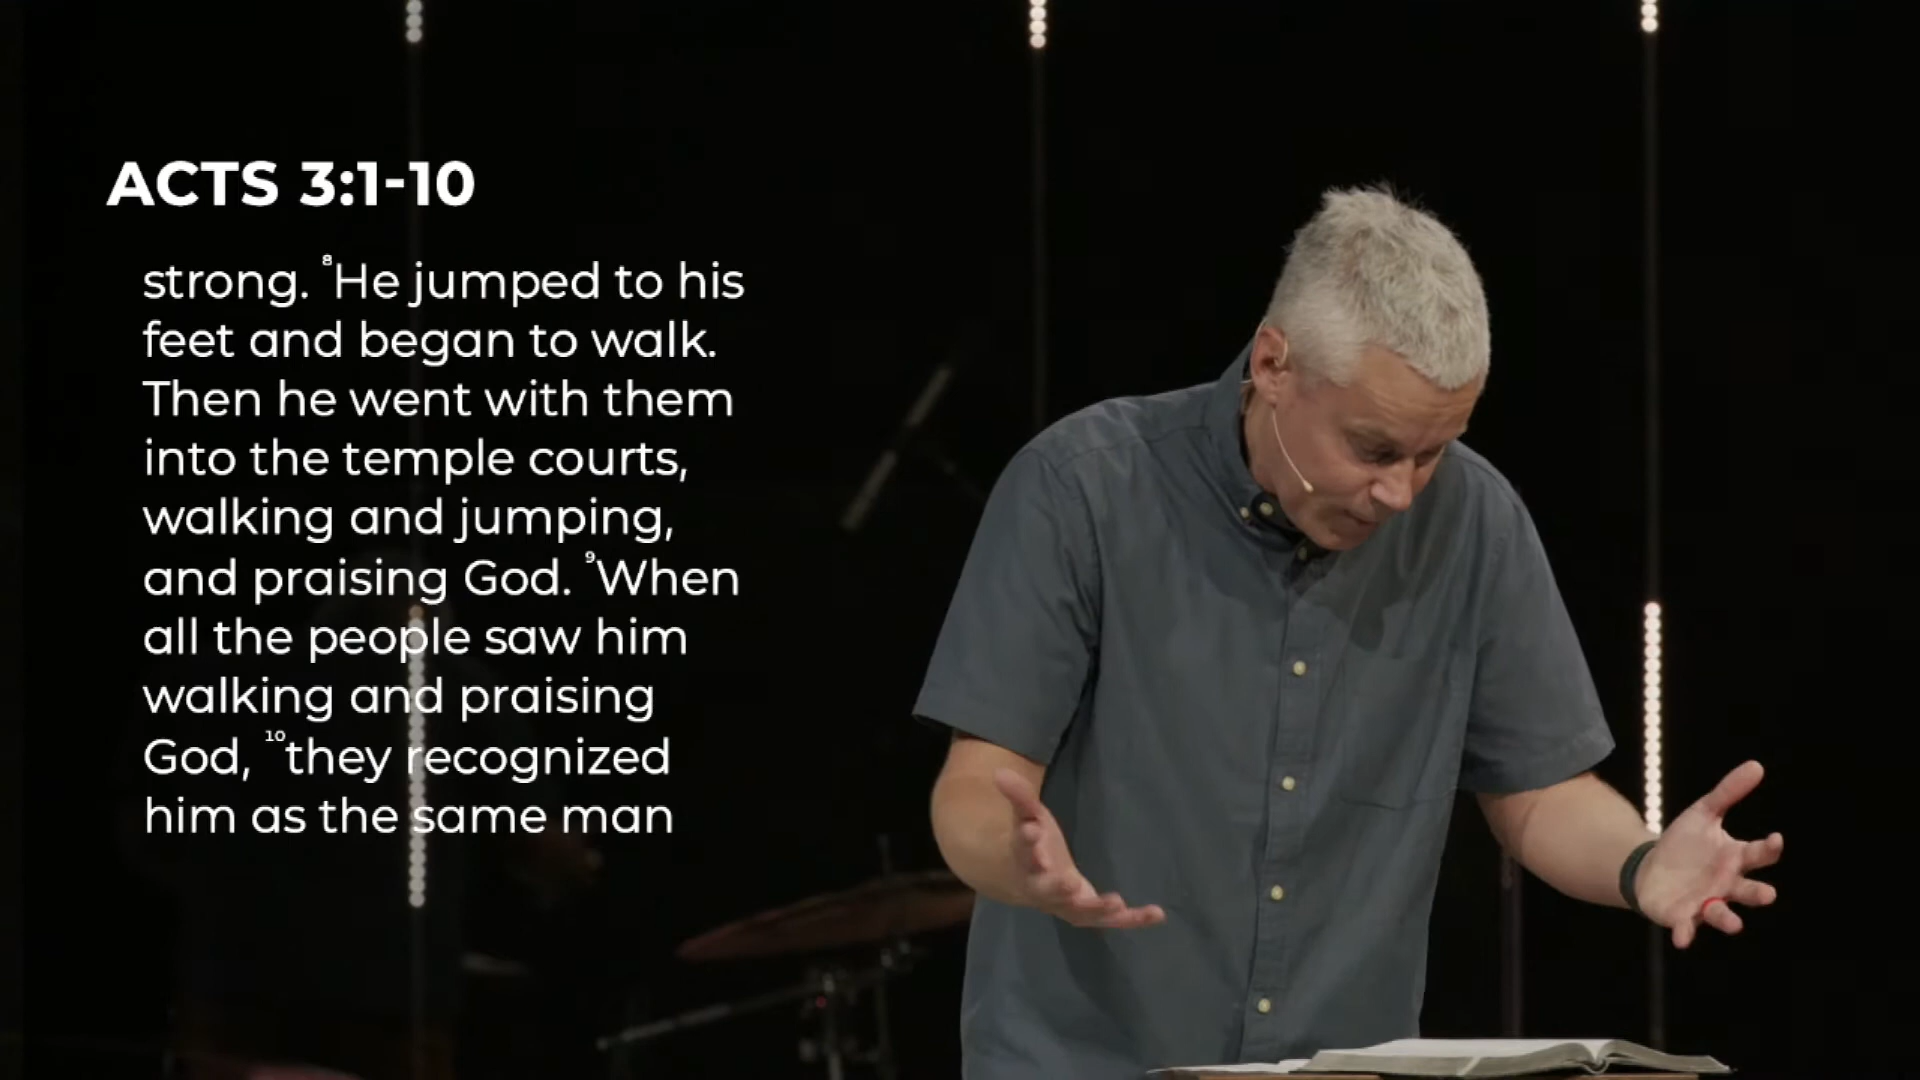 ACTS 3:1-10
strong. ⁸He jumped to his
feet and began to walk.
Then he went with them
into the temple courts,
walking and jumping,
and praising God. ⁹When
all the people saw him
walking and praising
God, ¹⁰they recognized
him as the same man